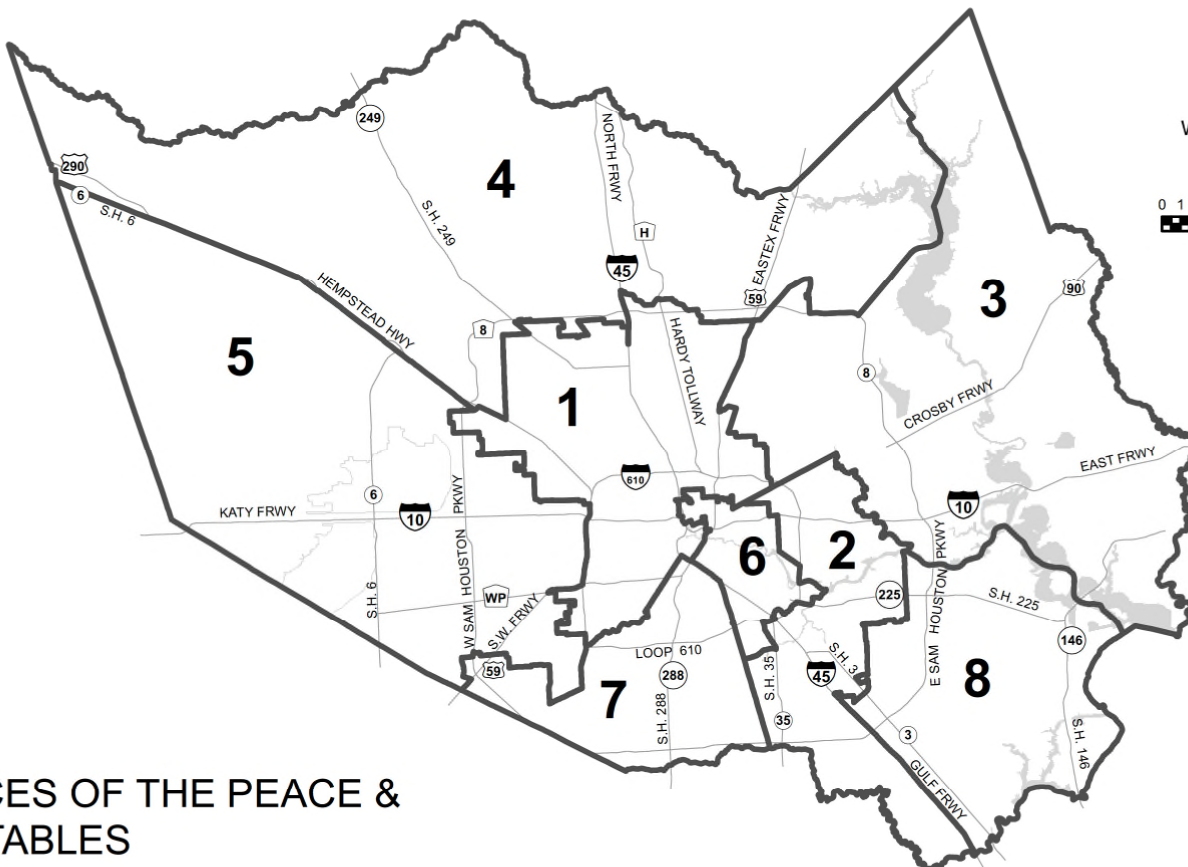 249
W
290
NORTH FRWY
4
6
S.H. 6
0 1
S.H. 249
H
EASTEX FRWY
45
3
59
90
HEMPSTEAD HWY
8
5
HARDY TOLLWAY
8
1
CROSBY FRWY
EAST FRWY
610
6
W SAM HOUSTON PKWY
10
KATY FRWY
10
E SAM HOUSTON PKWY
6
2
S.H. 6
WP
225
S.H. 225
S.W. FRWY
146
LOOP 610
S.H. 3
59
288
S.H. 35
45
8
7
35
S.H. 288
3
S.H. 146
GULF FRWY
CES OF THE PEACE &
TABLES